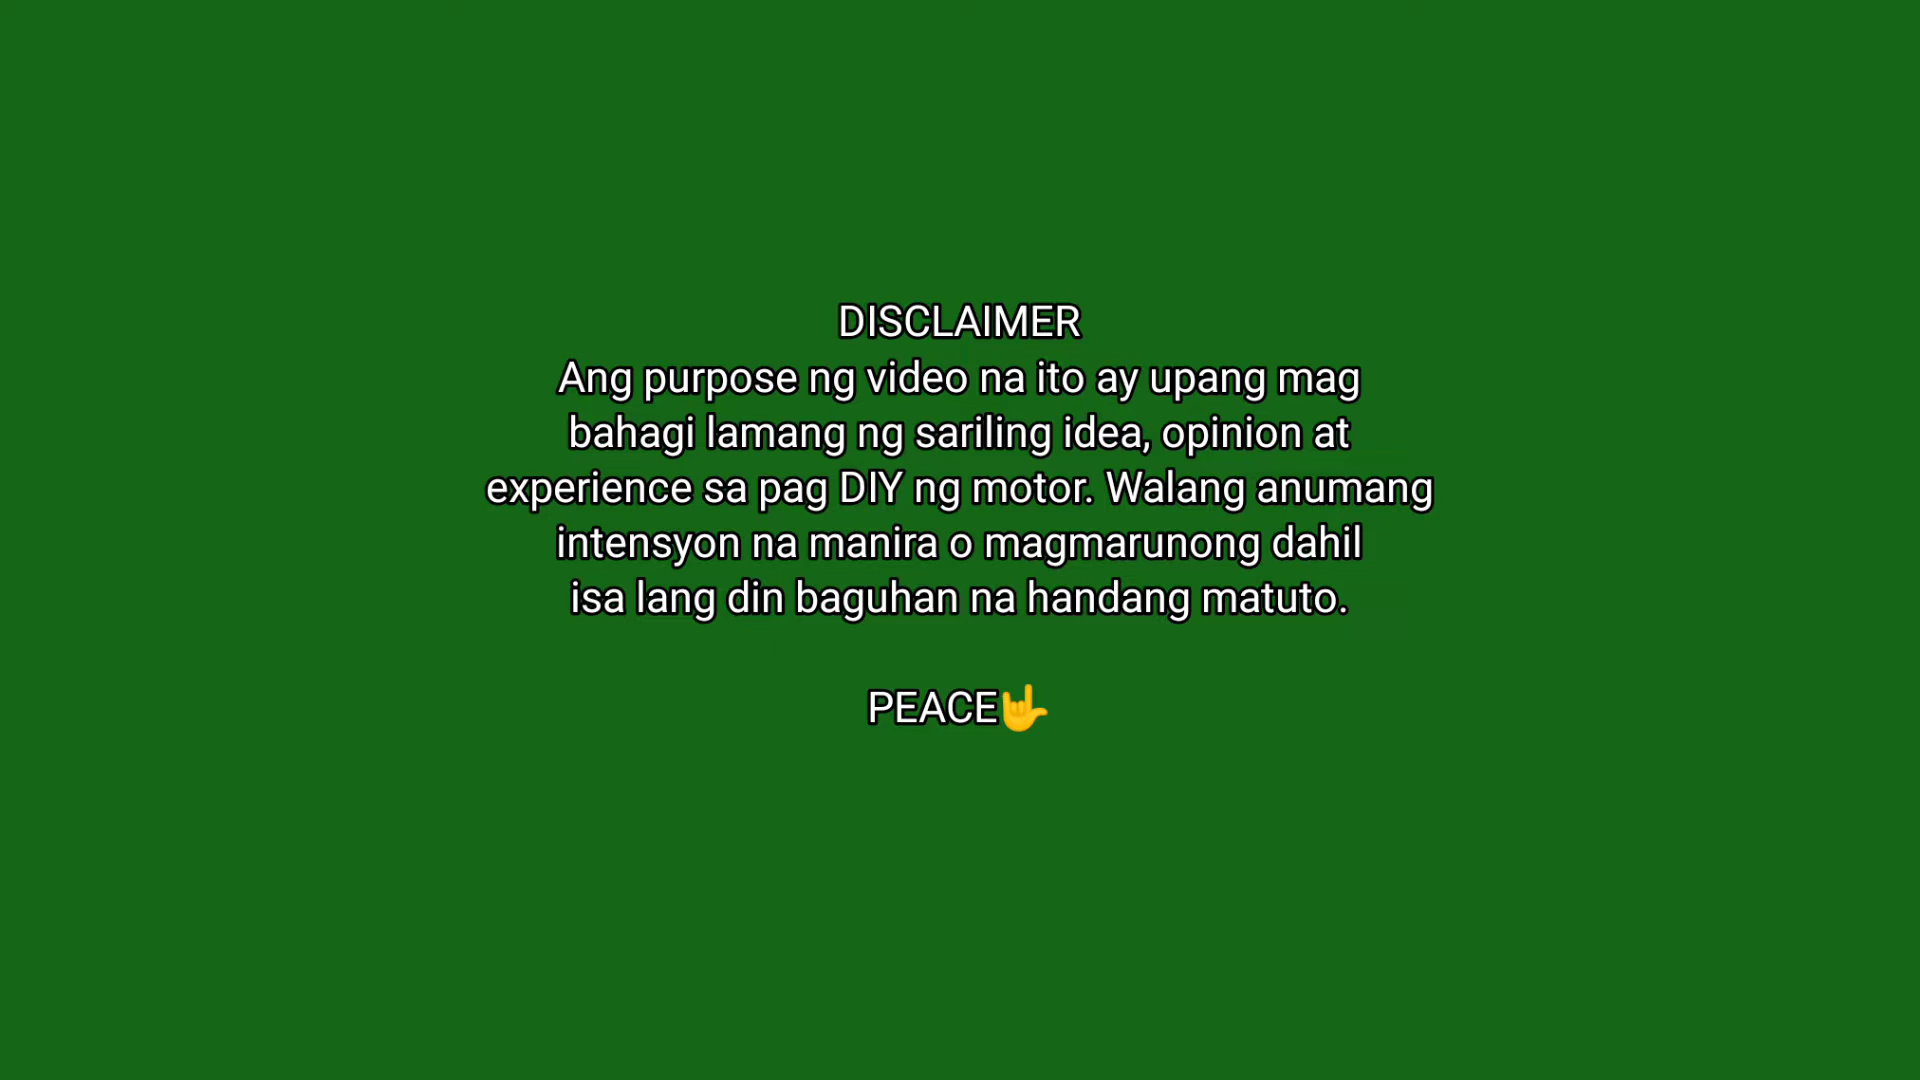 DISCLAIMER
Ang purpose ng video na ito ay upang mag
bahagi lamang ng sariling idea, opinion at
experience sa pag DIY ng motor. Walang anumang
intensyon na manira o magmarunong dahil
isa lang din baguhan na handang matuto.
PEACE🤟